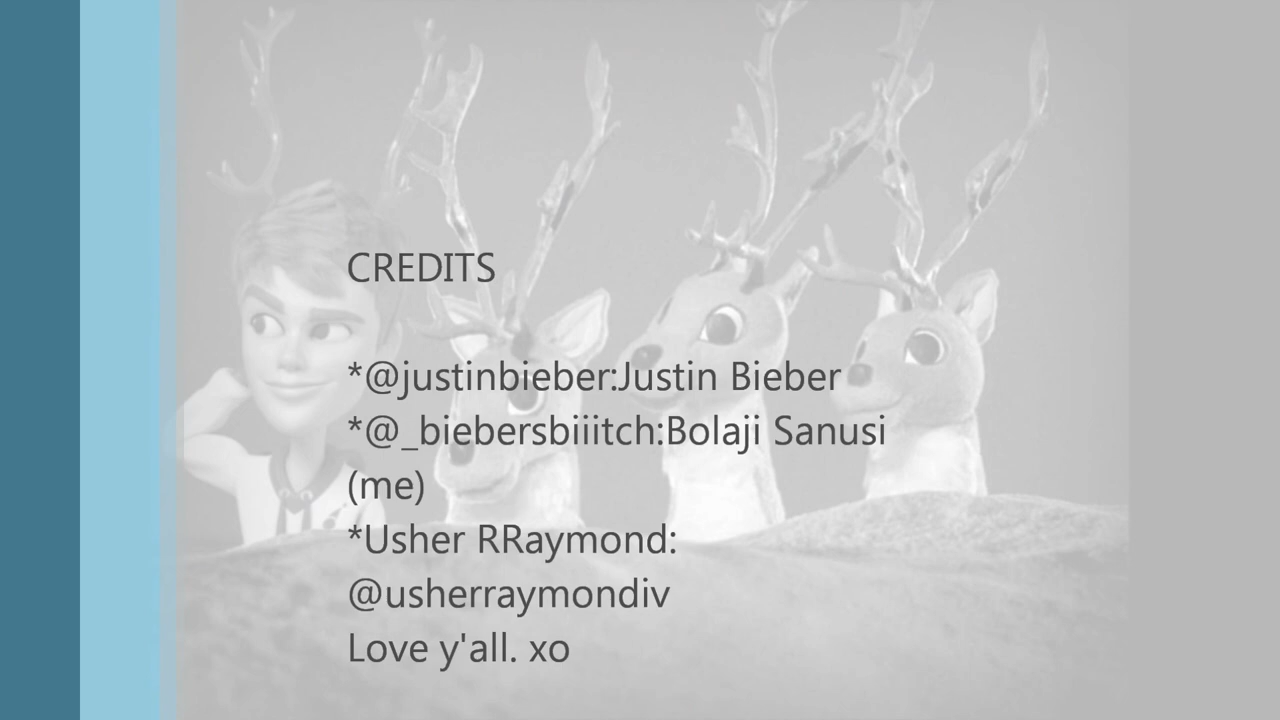 CREDITS
*@justinbieber:Justin Bieber
*@_biebersbiiitch:Bolaji Sanusi
(me)
*Usher RRaymond:
@usherraymondiv
Love y'all. xo